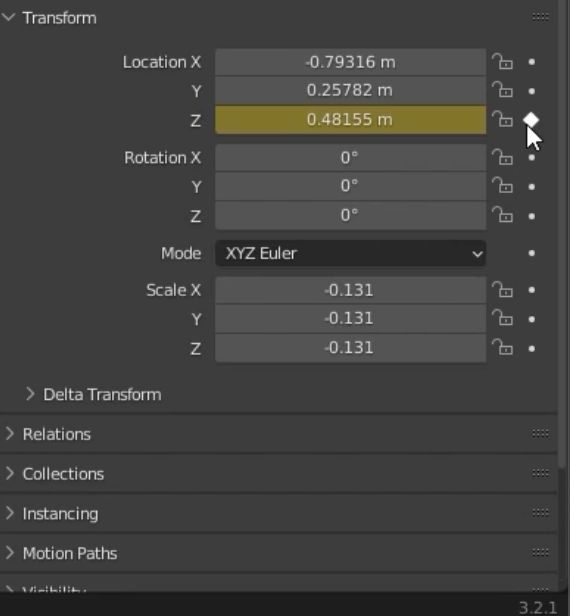 Transform
Location X -0.79316 m
Y 0.25782 m
Z 0.48155 m
Rotation X 0°
Y 0°
Z 0°
Mode XYZ Euler
Scale X -0.131
Y -0.131
Z -0.131
Delta Transform
Relations
Collections
Instancing
Motion Paths
Visibility
3.2.1